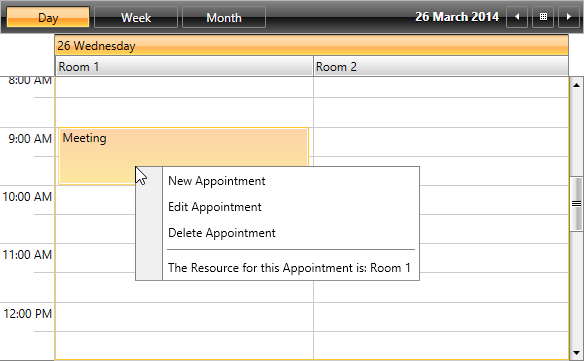 Day Week Month 26 March 2014
26 Wednesday
Room 1 Room 2
8:00 AM
9:00 AM Meeting
New Appointment
10:00 AM Edit Appointment
Delete Appointment
11:00 AM
The Resource for this Appointment is: Room 1
12:00 PM